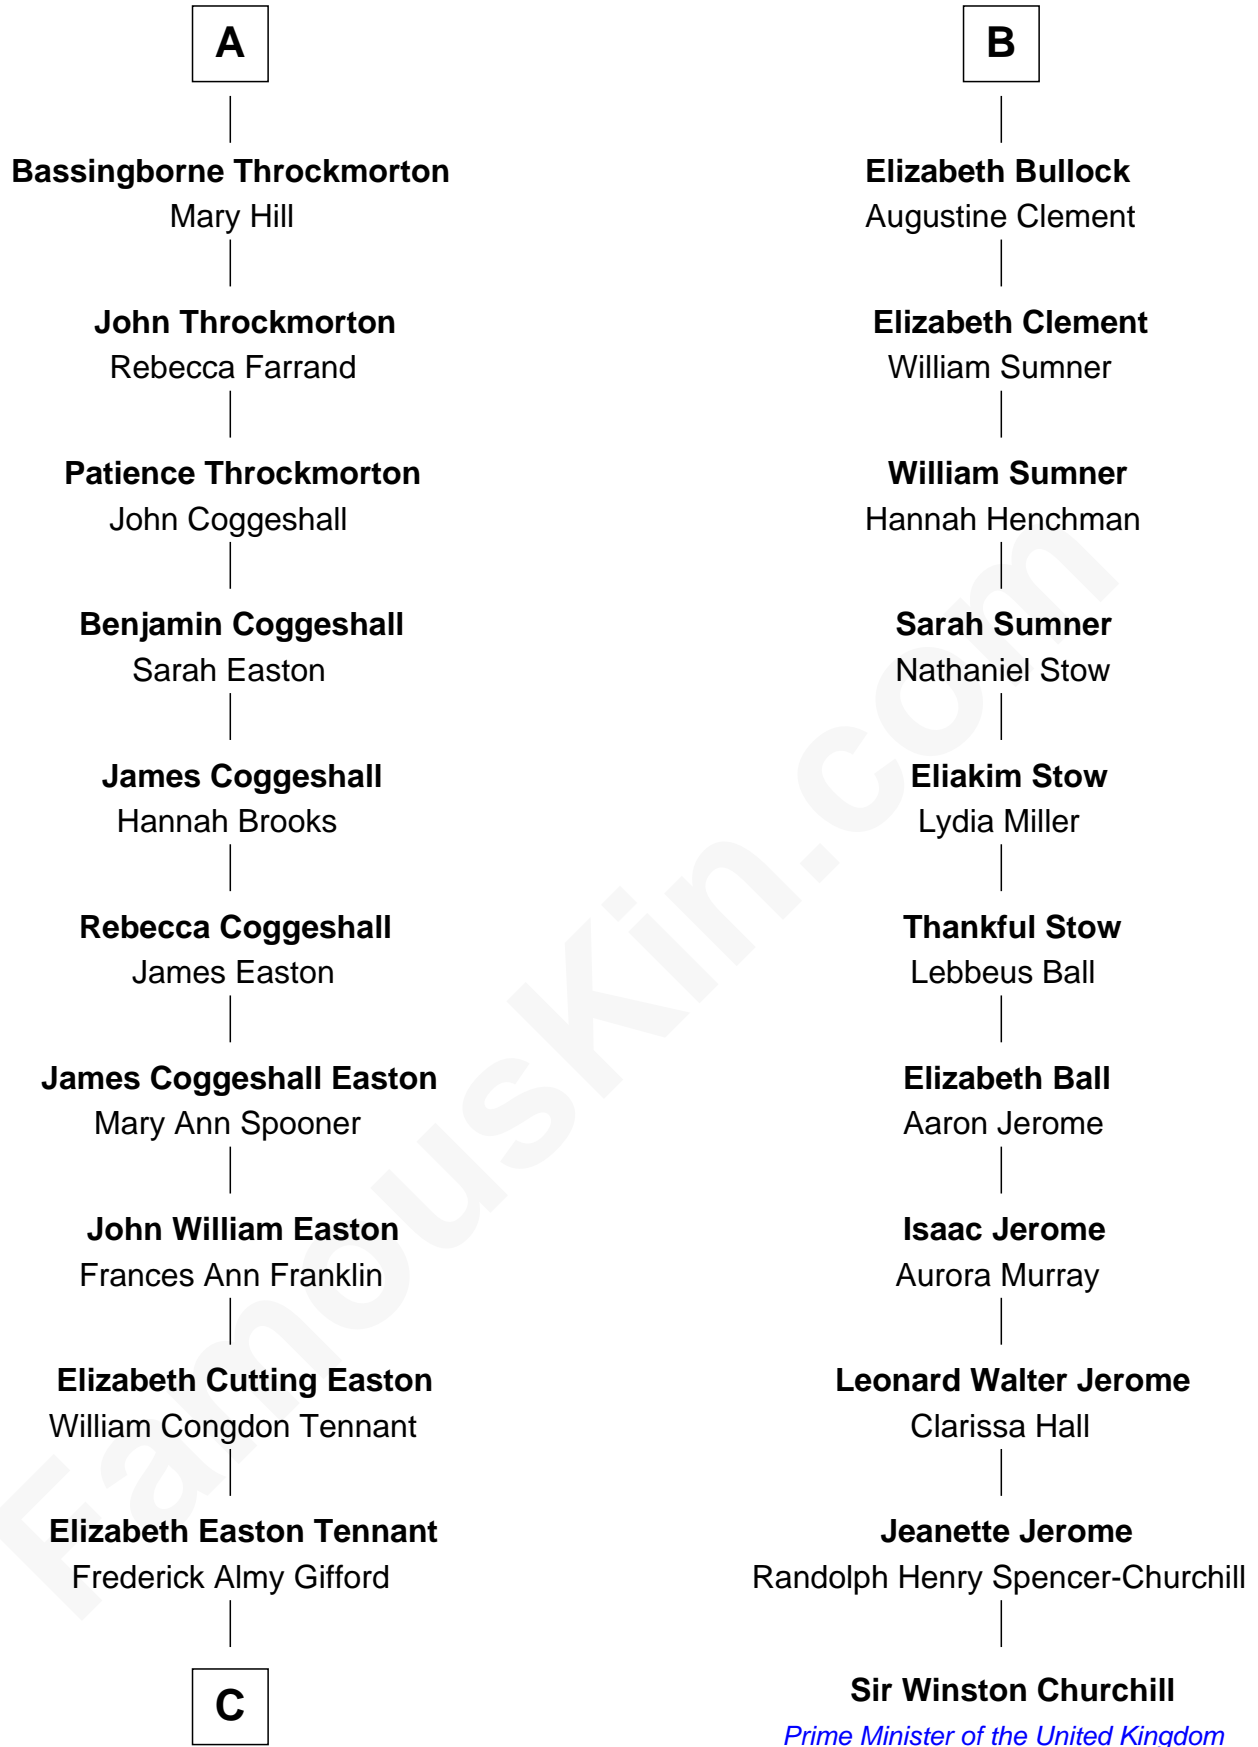 A
Bassingborne Throckmorton
Mary Hill
John Throckmorton
Rebecca Farrand
Patience Throckmorton
John Coggeshall
Benjamin Coggeshall
Sarah Easton
James Coggeshall
Hannah Brooks
Rebecca Coggeshall
James Easton
James Coggeshall Easton
Mary Ann Spooner
John William Easton
Frances Ann Franklin
Elizabeth Cutting Easton
William Congdon Tennant
Elizabeth Easton Tennant
Frederick Almy Gifford
C
B
Elizabeth Bullock
Augustine Clement
Elizabeth Clement
William Sumner
William Sumner
Hannah Henchman
Sarah Sumner
Nathaniel Stow
Eliakim Stow
Lydia Miller
Thankful Stow
Lebbeus Ball
Elizabeth Ball
Aaron Jerome
Isaac Jerome
Aurora Murray
Leonard Walter Jerome
Clarissa Hall
Jeanette Jerome
Randolph Henry Spencer-Churchill
Sir Winston Churchill
Prime Minister of the United Kingdom
FamousKin.com